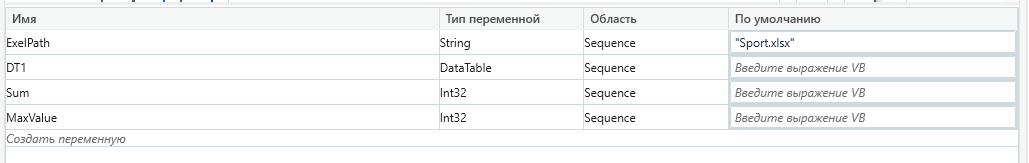 Имя Тип переменной Область По умолчанию
ExelPath String Sequence "Sport.xlsx"
DT1 DataTable Sequence Введите выражение VB
Sum Int32 Sequence Введите выражение VB
MaxValue Int32 Sequence Введите выражение VB
Создать переменную